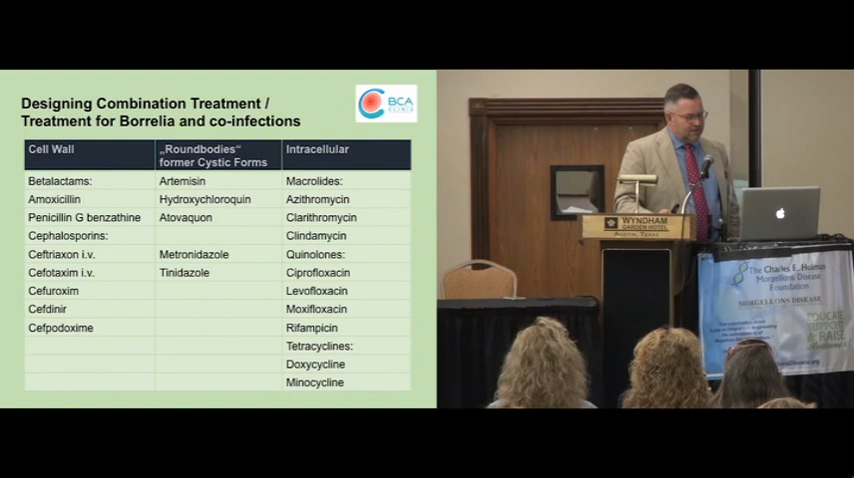 Designing Combination Treatment /
Treatment for Borrelia and co-infections
BCA
CLINIC
Cell Wall
„Roundbodies“
former Cystic Forms
Intracellular
Betalactams:
Artemisin
Macrolides:
Amoxicillin
Hydroxychloroquin
Azithromycin
Penicillin G benzathine
Atovaquon
Clarithromycin
Cephalosporins:
Clindamycin
Ceftriaxon i.v.
Metronidazole
Quinolones:
Cefotaxim i.v.
Tinidazole
Ciprofloxacin
Cefuroxim
Levofloxacin
Cefdinir
Moxifloxacin
Cefpodoxime
Rifampicin
Tetracyclines:
Doxycycline
Minocycline
WYNDHAM
GARDEN HOTEL
AUSTIN, TEXAS
The Charles E. Holman
Morgellons Disease
Foundation
MORGELLONS DISEASE
EDUCATE,
SUPPORT
& RAISE